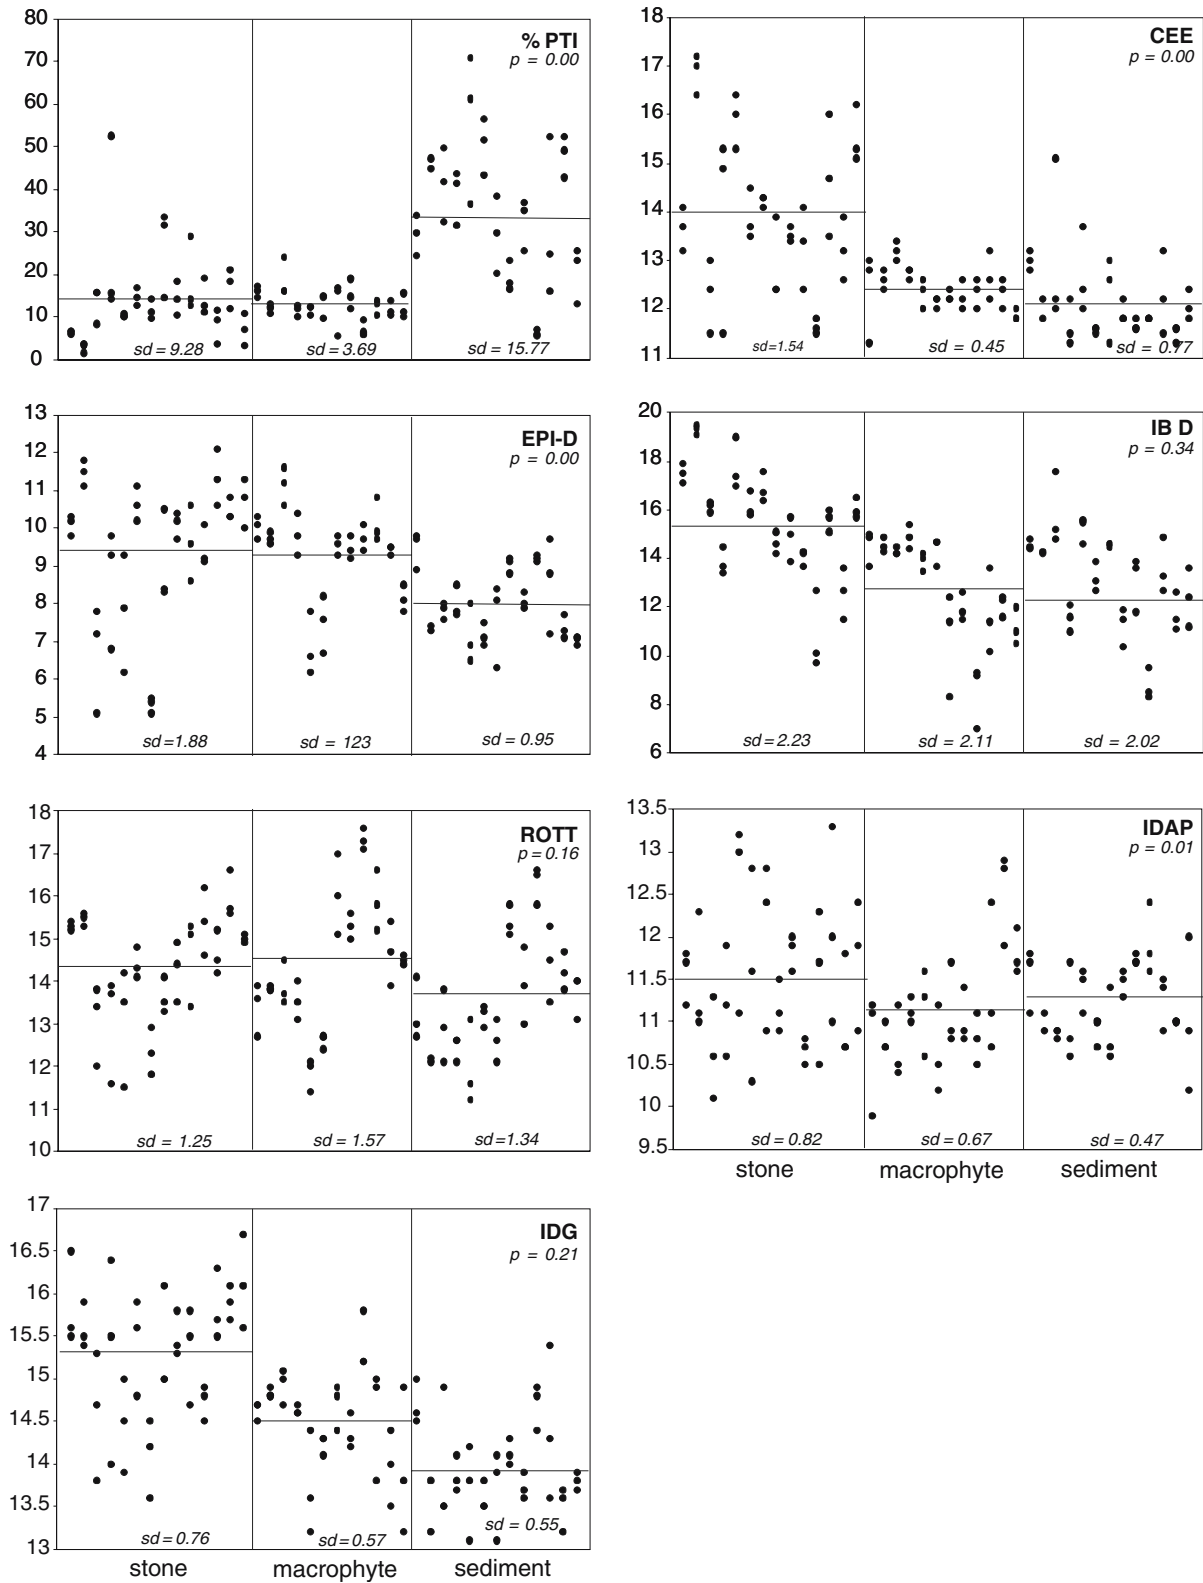 80
70
60
50
40
30
20
10
0
% PTI
p = 0.00
sd = 9.28
sd = 3.69
sd = 15.77
18
17
16
15
14
13
12
11
CEE
p = 0.00
sd=1.54
sd = 0.45
sd = 0.77
13
12
11
10
9
8
7
6
5
4
EPI-D
p = 0.00
sd=1.88
sd = 123
sd = 0.95
20
18
16
14
12
10
8
6
IB D
p = 0.34
sd=2.23
sd = 2.11
sd = 2.02
18
17
16
15
14
13
12
11
10
ROTT
p=0.16
sd = 1.25
sd = 1.57
sd=1.34
13.5
13
12.5
12
11.5
11
10.5
10
9.5
IDAP
p = 0.01
sd = 0.82
sd = 0.67
sd = 0.47
stone macrophyte sediment
17
16.5
16
15.5
15
14.5
14
13.5
13
IDG
p = 0.21
sd=0.76
sd=0.57
sd = 0.55
stone macrophyte sediment